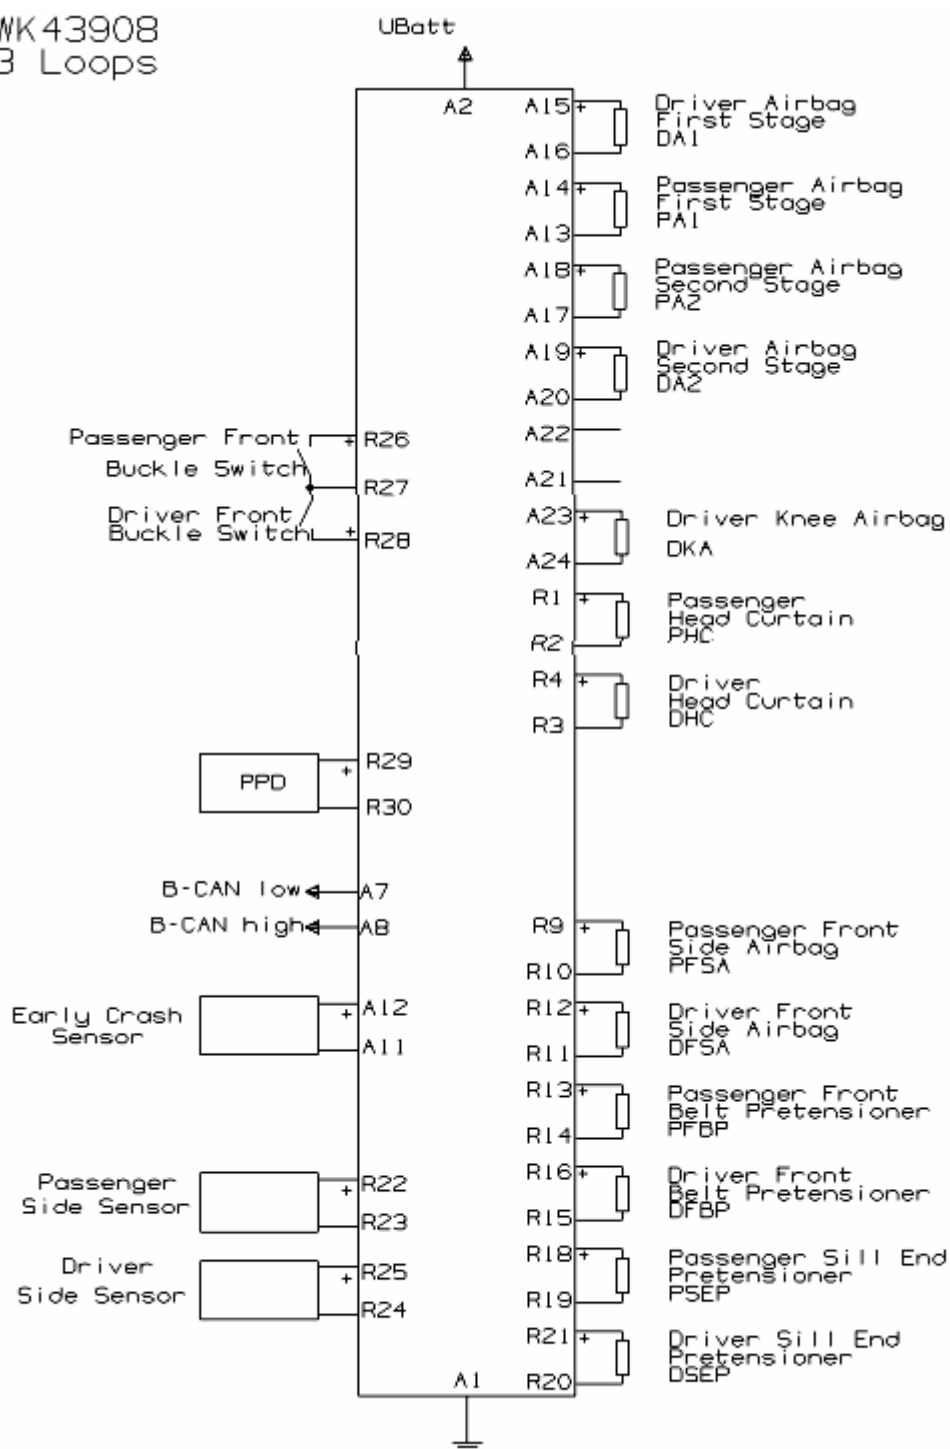 WK43908
3 Loops
UBatt
A2
A15 + Driver Airbag
First Stage
DA1
A16
A14 + Passenger Airbag
First Stage
PA1
A13
A18 + Passenger Airbag
Second Stage
PA2
A17
A19 + Driver Airbag
Second Stage
DA2
A20
A22
A21
Passenger Front
Buckle Switch
+ R26
R27
Driver Front
Buckle Switch
+ R28
A23 + Driver Knee Airbag
DKA
A24
R1 + Passenger
Head Curtain
PHC
R2
R4 + Driver
Head Curtain
DHC
R3
PPD
+ R29
R30
B-CAN low A7
B-CAN high A8
R9 + Passenger Front
Side Airbag
PFSA
R10
Early Crash
Sensor
+ A12
A11
R12 + Driver Front
Side Airbag
DFSA
R11
R13 + Passenger Front
Belt Pretensioner
PFBP
R14
Passenger
Side Sensor
+ R22
R23
R16 + Driver Front
Belt Pretensioner
DFBP
R15
Driver
Side Sensor
+ R25
R24
R18 + Passenger Sill End
Pretensioner
PSEP
R19
R21 + Driver Sill End
Pretensioner
DSEP
R20
A1